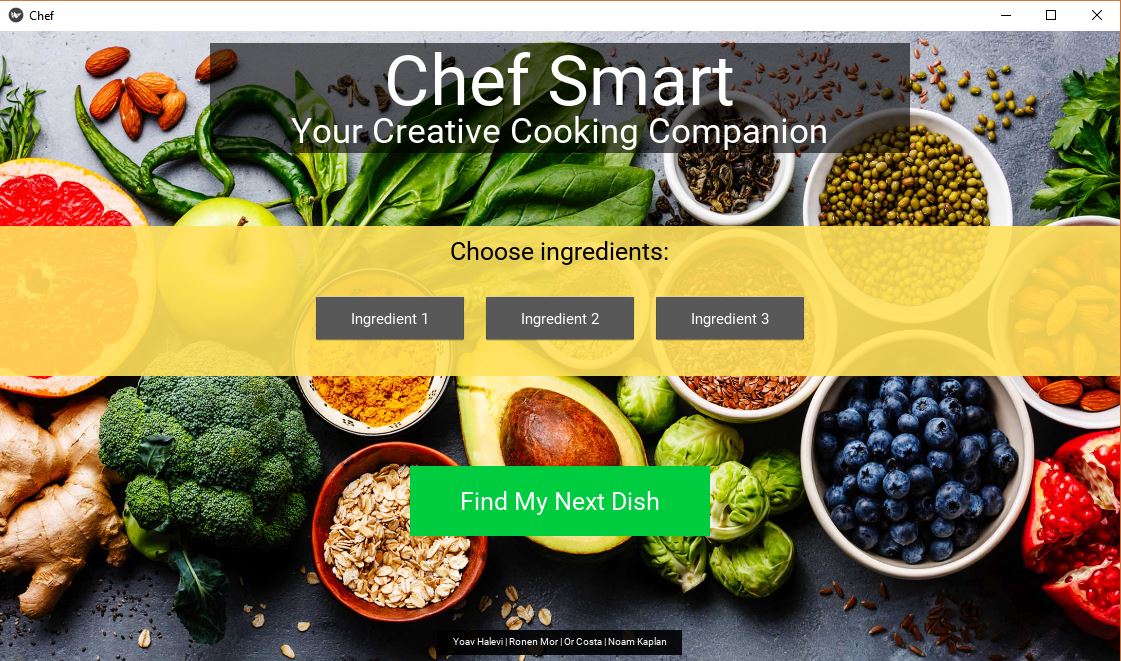 Chef
Chef Smart
Your Creative Cooking Companion
Choose ingredients:
Ingredient 1 Ingredient 2 Ingredient 3
Find My Next Dish
Yoav Halevi | Ronen Mor | Or Costa | Noam Kaplan